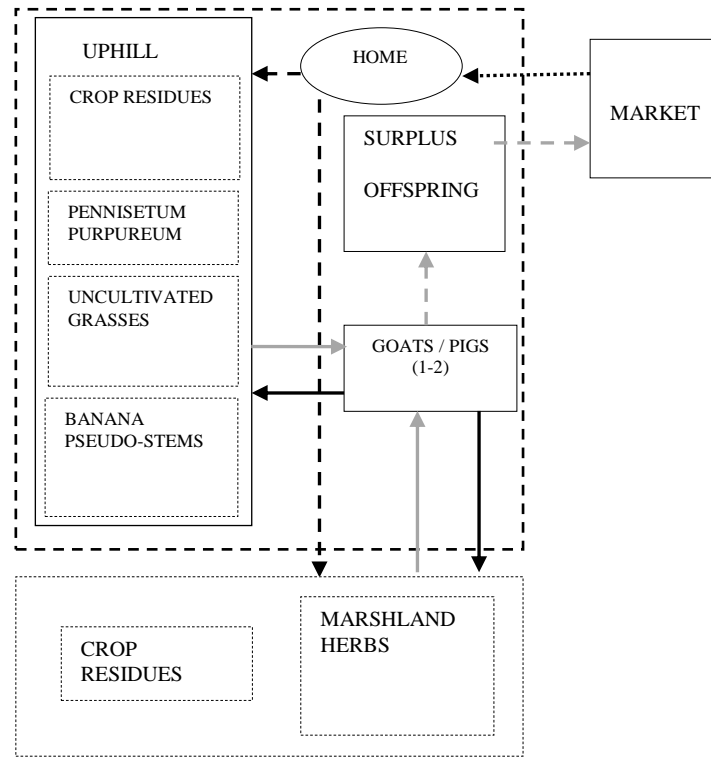 UPHILL
CROP RESIDUES
PENNISETUM
PURPUREUM
UNCULTIVATED
GRASSES
BANANA
PSEUDO-STEMS
HOME
SURPLUS
OFFSPRING
MARKET
GOATS / PIGS
(1-2)
CROP
RESIDUES
MARSHLAND
HERBS